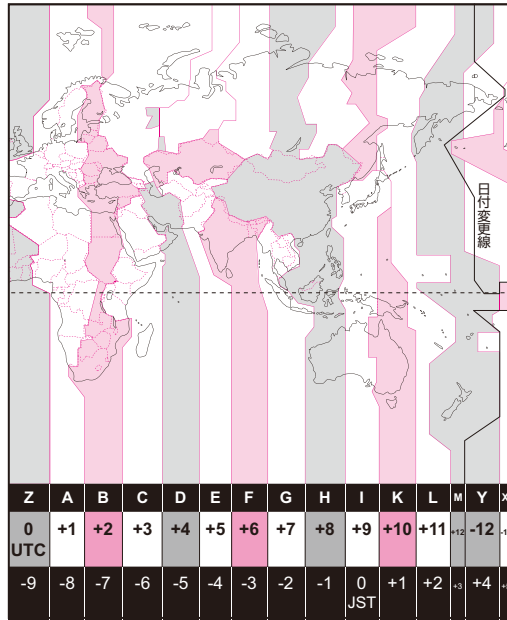 日付変更線
Z A B C D E F G H I K L M Y X
0 +1 +2 +3 +4 +5 +6 +7 +8 +9 +10 +11 +12 -12
UTC
-9 -8 -7 -6 -5 -4 -3 -2 -1 0 +1 +2 +3 +4
JST